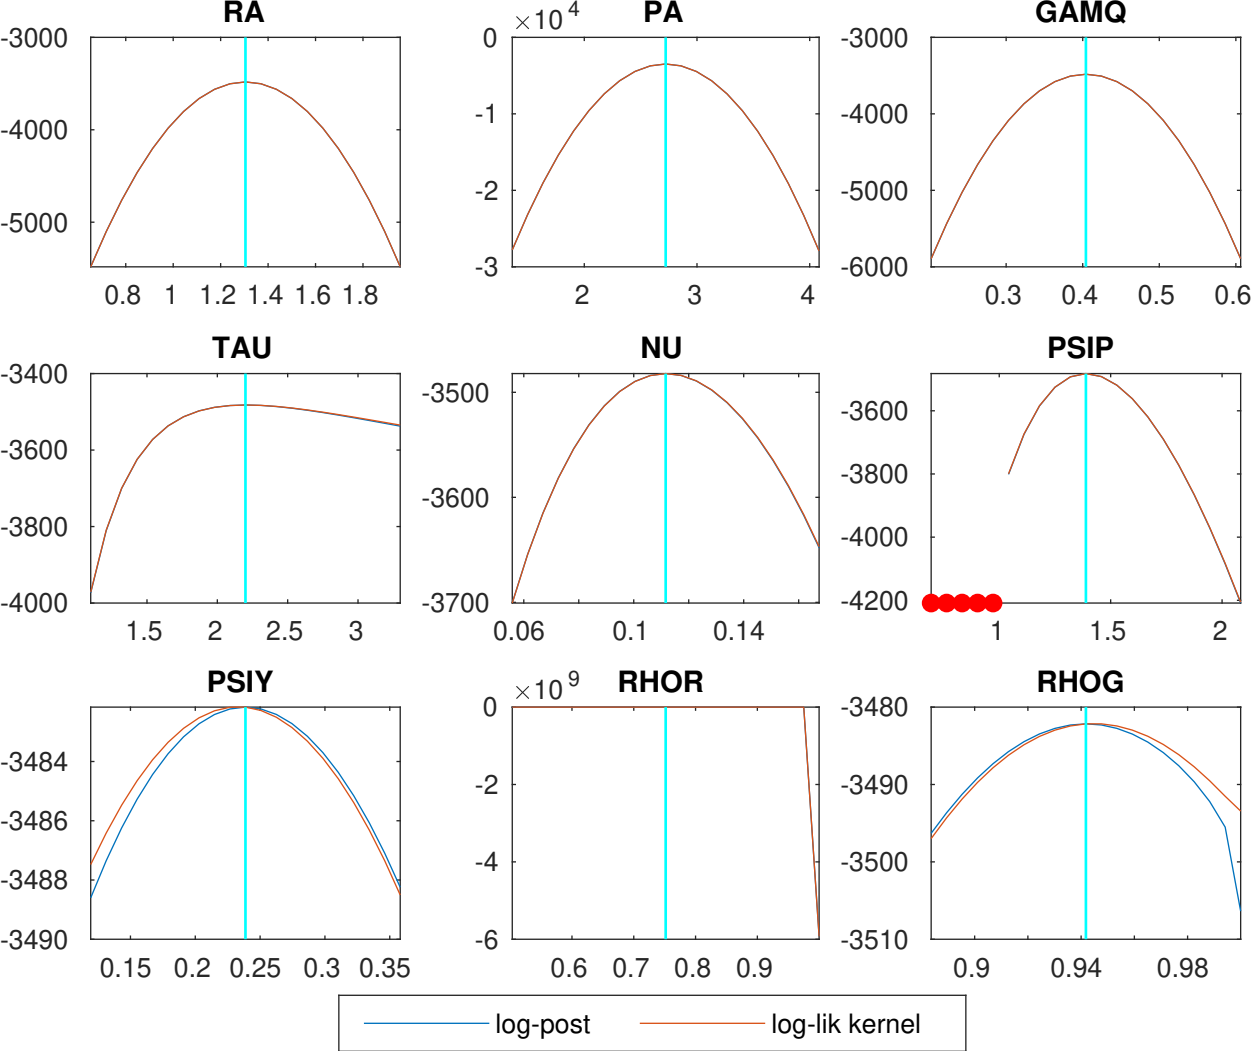 RA PA GAMQ
×10 4
-3000 0 -3000
-4000 -1 -4000
-5000 -2 -5000
-3 -6000
0.8 1 1.2 1.4 1.6 1.8 2 3 4 0.3 0.4 0.5 0.6
TAU NU PSIP
-3400 -3500 -3600
-3600 -3600 -3800
-3800 -3700 -4000
-4000 -4200
1.5 2 2.5 3 0.06 0.1 0.14 1 1.5 2
PSIY RHOR RHOG
×10 9
-3484 0 -3480
-3486 -2 -3490
-3488 -4 -3500
-3490 -6 -3510
0.15 0.2 0.25 0.3 0.35 0.6 0.7 0.8 0.9 0.9 0.94 0.98
log-post log-lik kernel